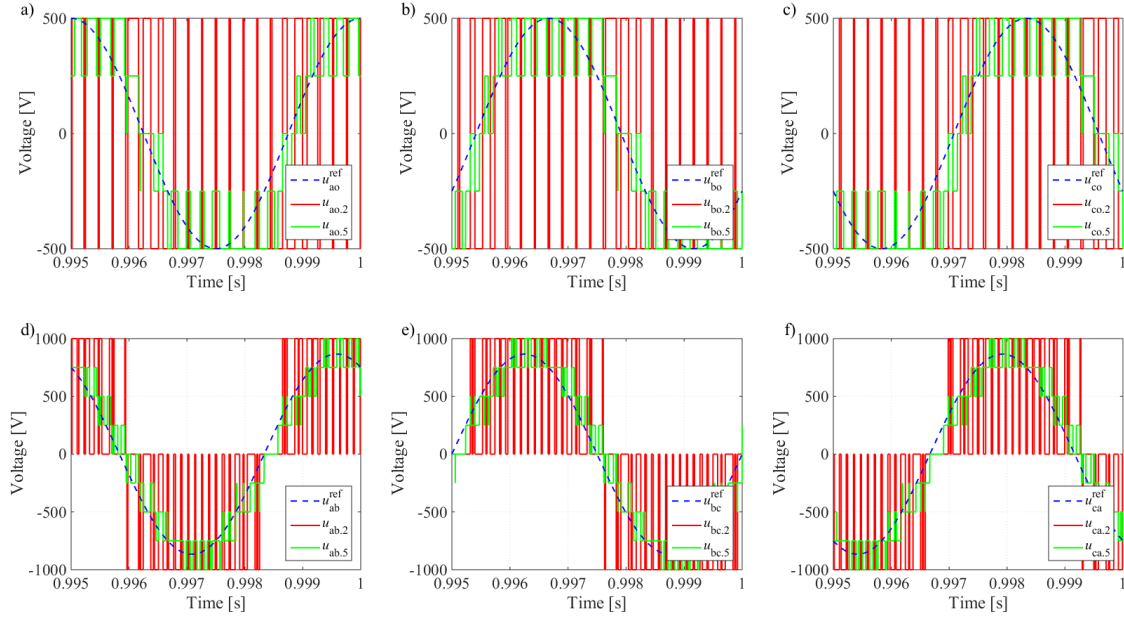 a)
500
0
-500
Voltage [V]
0.995 0.996 0.997 0.998 0.999 1
Time [s]
u_ao^ref
u_ao.2
u_ao.5
b)
500
0
-500
Voltage [V]
0.995 0.996 0.997 0.998 0.999 1
Time [s]
u_bo^ref
u_bo.2
u_bo.5
c)
500
0
-500
Voltage [V]
0.995 0.996 0.997 0.998 0.999 1
Time [s]
u_co^ref
u_co.2
u_co.5
d)
1000
500
0
-500
-1000
Voltage [V]
0.995 0.996 0.997 0.998 0.999 1
Time [s]
u_ab^ref
u_ab.2
u_ab.5
e)
1000
500
0
-500
-1000
Voltage [V]
0.995 0.996 0.997 0.998 0.999 1
Time [s]
u_bc^ref
u_bc.2
u_bc.5
f)
1000
500
0
-500
-1000
Voltage [V]
0.995 0.996 0.997 0.998 0.999 1
Time [s]
u_ca^ref
u_ca.2
u_ca.5